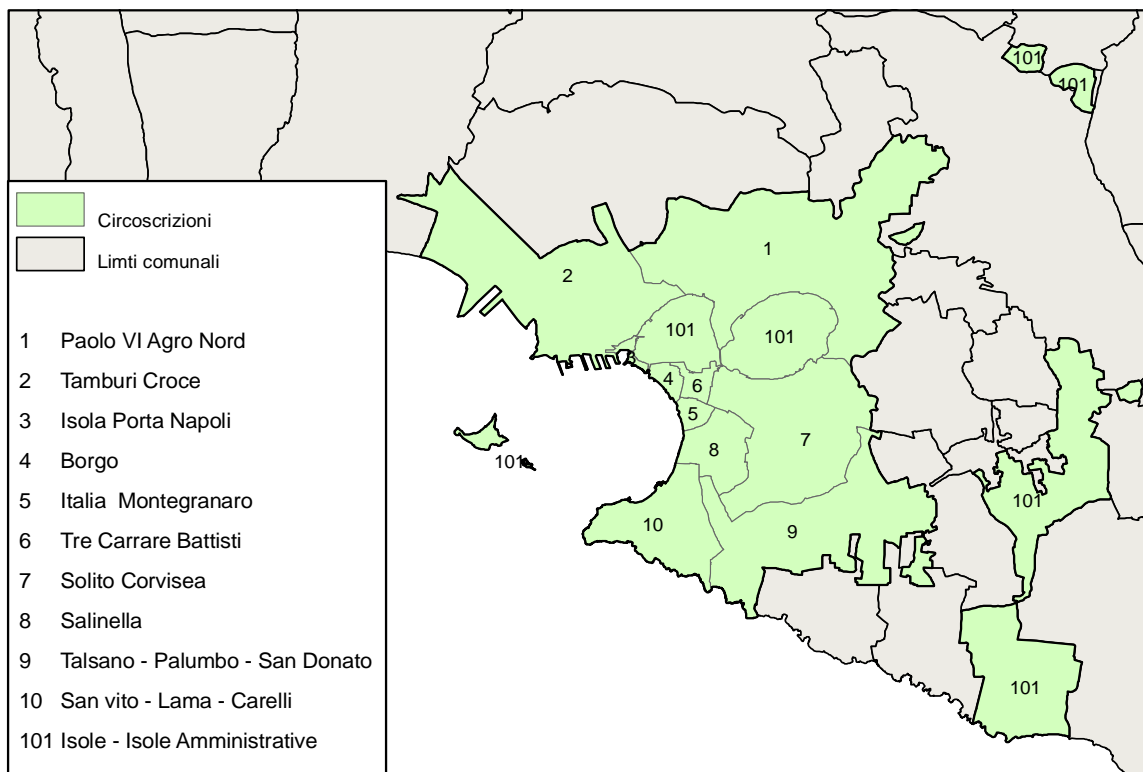 101
101
1
2
101
101
3
4
6
5
8
7
101
101
10
9
101
Circoscrizioni
Limti comunali
1 Paolo VI Agro Nord
2 Tamburi Croce
3 Isola Porta Napoli
4 Borgo
5 Italia Montegranaro
6 Tre Carrare Battisti
7 Solito Corvisea
8 Salinella
9 Talsano - Palumbo - San Donato
10 San vito - Lama - Carelli
101 Isole - Isole Amministrative